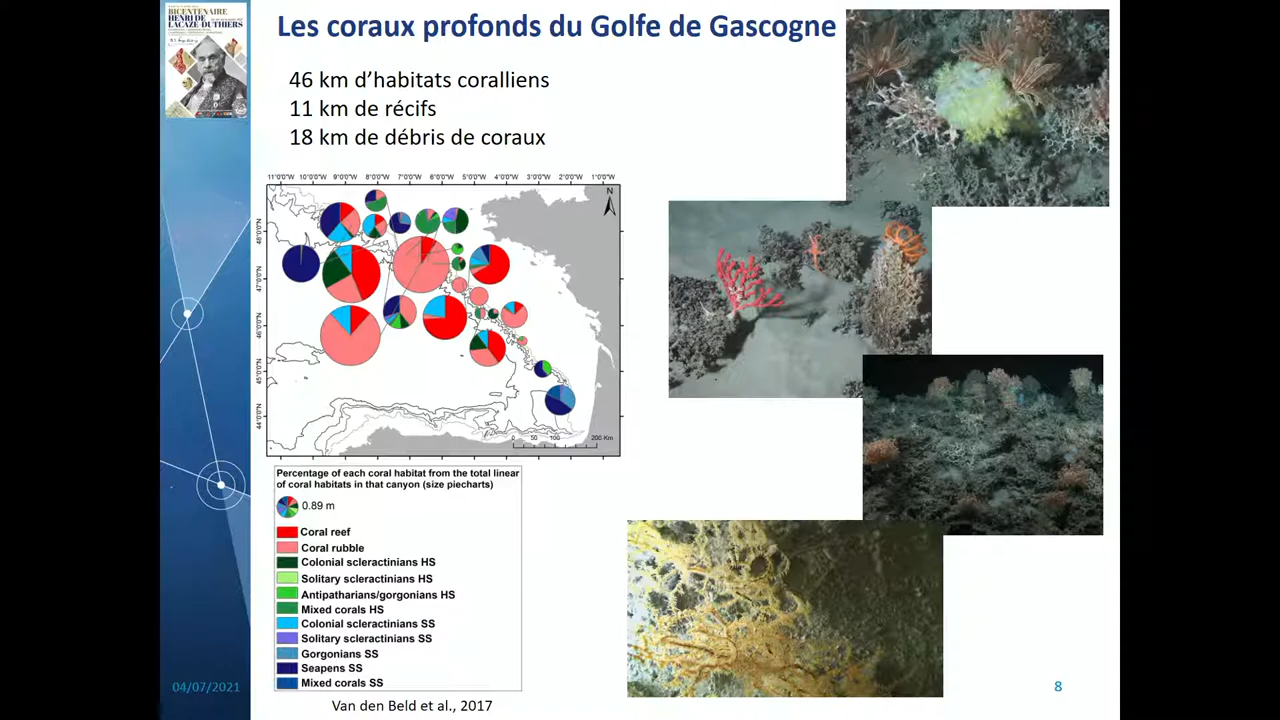 BICENTENAIRE
HENRI DE
LACAZE-DUTHIERS
Les coraux profonds du Golfe de Gascogne
46 km d'habitats coralliens
11 km de récifs
18 km de débris de coraux
11°0'0"W 10°0'0"W 9°0'0"W 8°0'0"W 7°0'0"W 6°0'0"W 5°0'0"W 4°0'0"W 3°0'0"W 2°0'0"W 1°0'0"W
N
48°0'0"N
47°0'0"N
46°0'0"N
45°0'0"N
44°0'0"N
0 50 100 200 Km
Percentage of each coral habitat from the total linear
of coral habitats in that canyon (size piecharts)
0.89 m
Coral reef
Coral rubble
Colonial scleractinians HS
Solitary scleractinians HS
Antipatharians/gorgonians HS
Mixed corals HS
Colonial scleractinians SS
Solitary scleractinians SS
Gorgonians SS
Seapens SS
Mixed corals SS
Van den Beld et al., 2017
04/07/2021
8